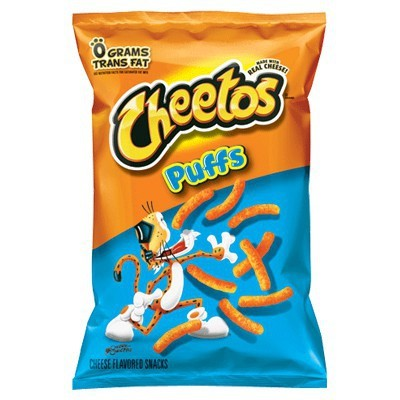 0 GRAMS
TRANS FAT
MADE WITH
REAL CHEESE!
Cheetos
Puffs
CHEESE FLAVORED SNACKS